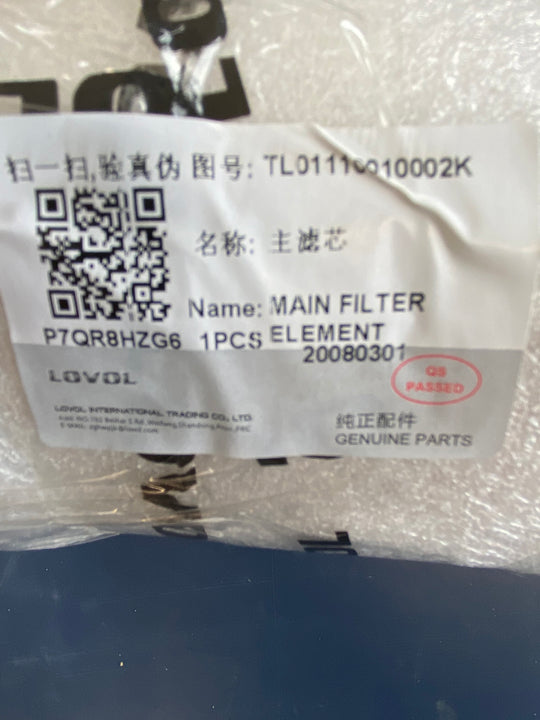 扫一扫,验真伪 图号: TL01110010002K
名称: 主滤芯
Name: MAIN FILTER
P7QR8HZG6 1PCS ELEMENT
20080301
LOVOL
QS
PASSED
LOVOL INTERNATIONAL TRADING CO., LTD.
纯正配件
GENUINE PARTS